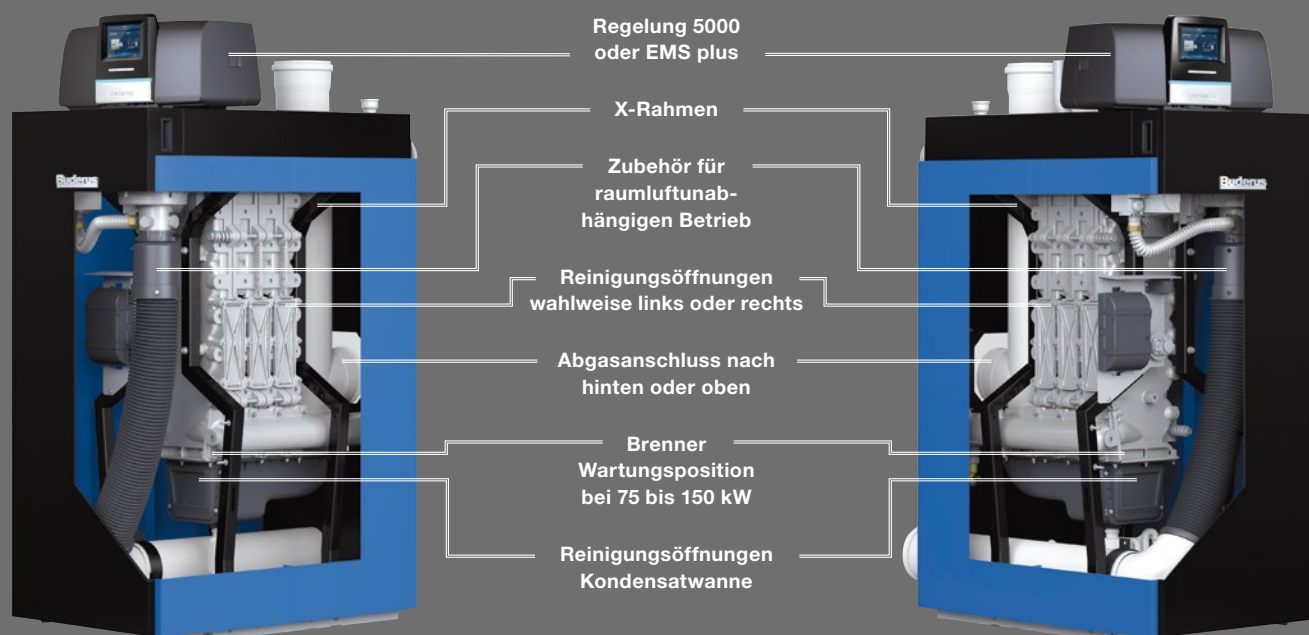 Regelung 5000
oder EMS plus
X-Rahmen
Buderus
Buderus
Zubehör für
raumluftunab-
hängigen Betrieb
Reinigungsöffnungen
wahlweise links oder rechts
Abgasanschluss nach
hinten oder oben
Brenner
Wartungsposition
bei 75 bis 150 kW
Reinigungsöffnungen
Kondensatwanne